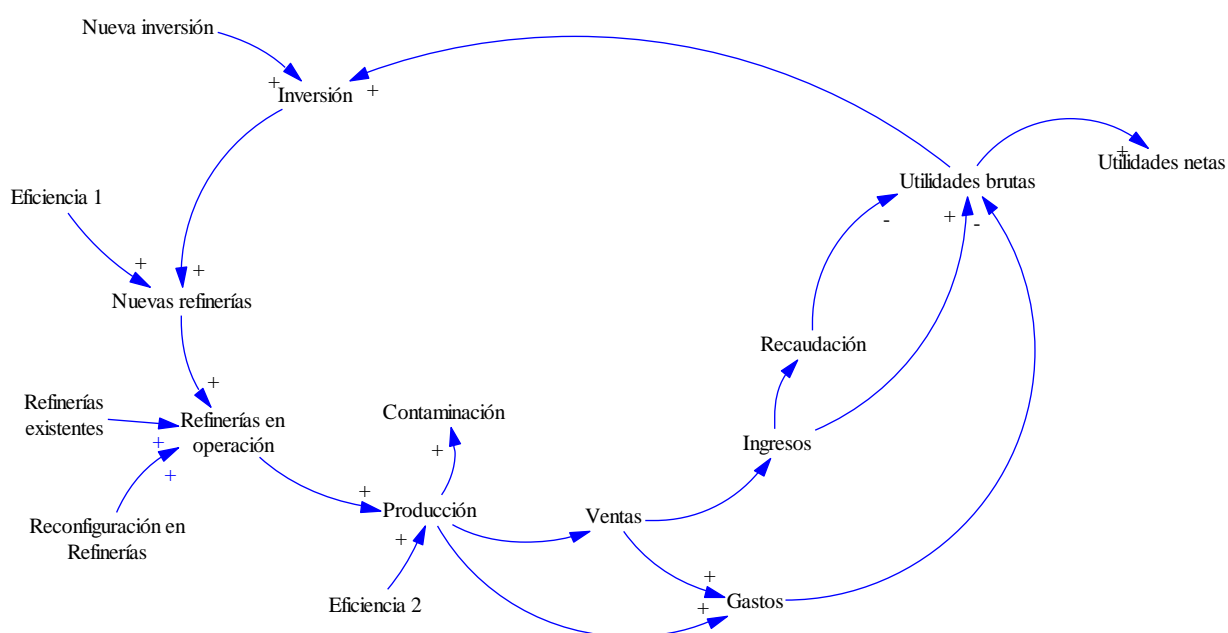 Nueva inversión
+
+
Inversión
+
Utilidades netas
Utilidades brutas
Eficiencia 1
+
-
-
+
+
Nuevas refinerías
Recaudación
+
Refinerías
existentes
Refinerías en
operación
Contaminación
+
+
+
Ingresos
+
Producción
Ventas
Reconfiguración en
Refinerías
+
+
Gastos
+
Eficiencia 2